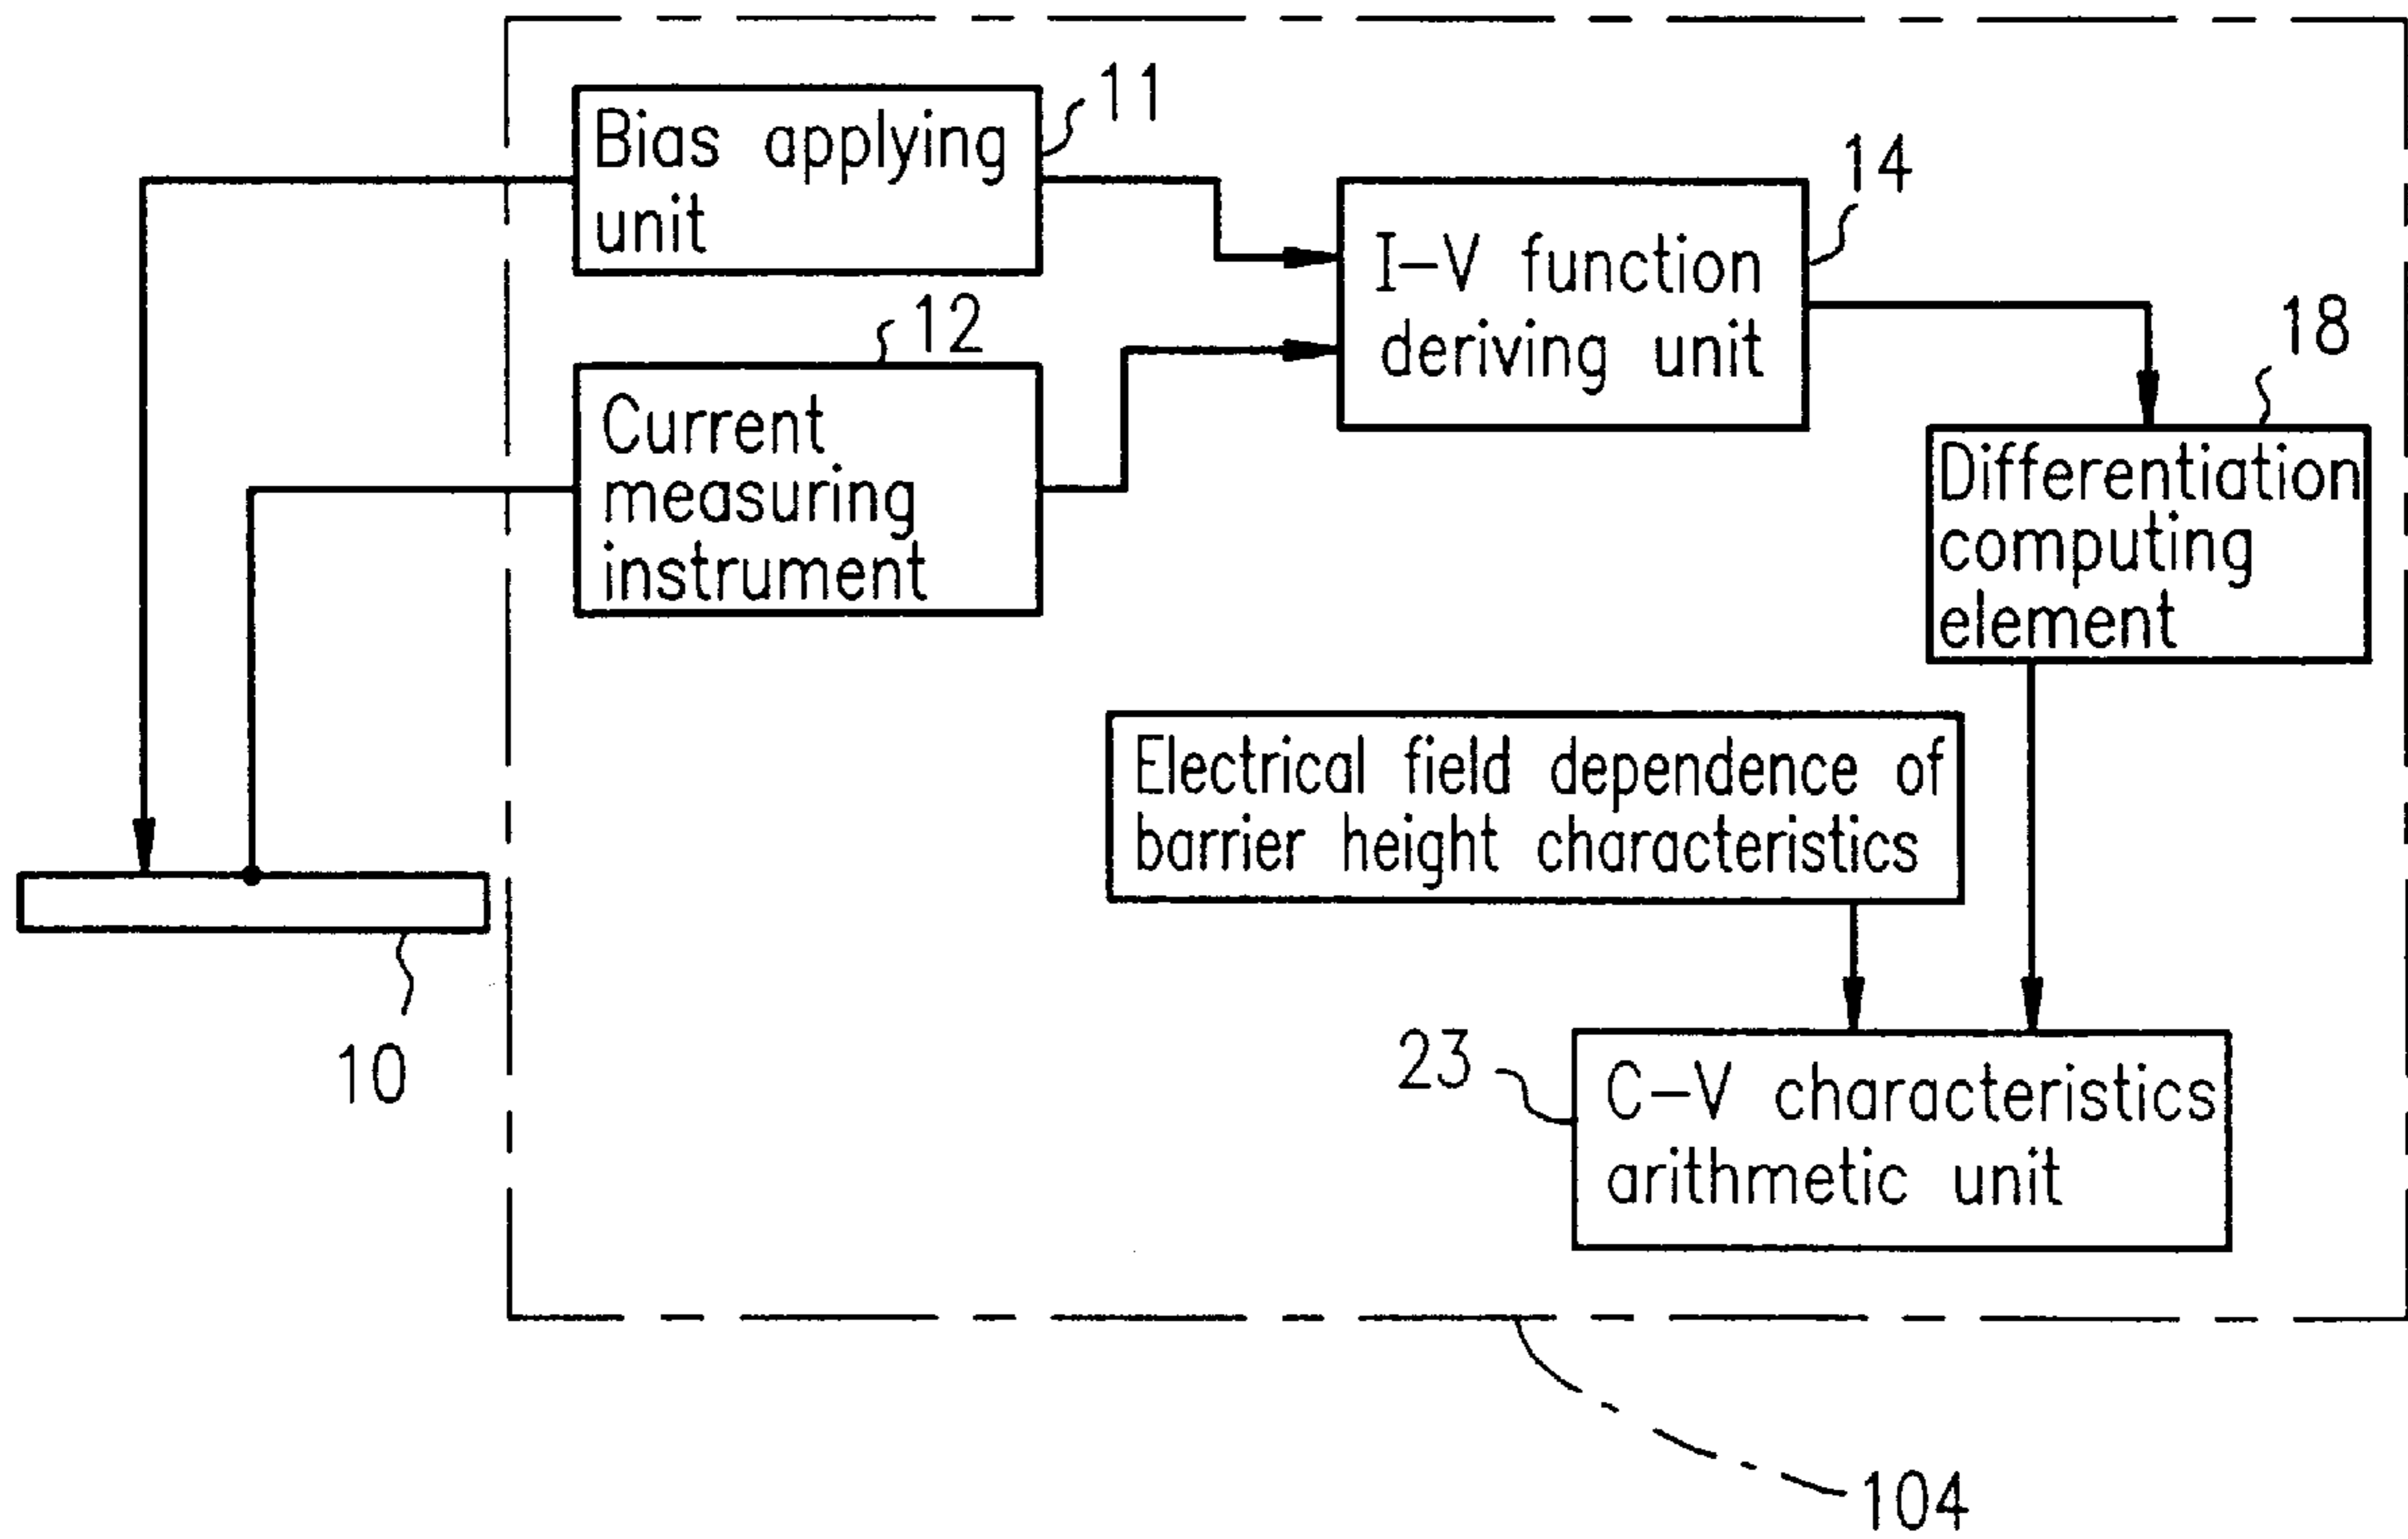 11
Bias applying
unit
14
I-V function
deriving unit
12
Current
measuring
instrument
18
Differentiation
computing
element
Electrical field dependence of
barrier height characteristics
10
23
C-V characteristics
arithmetic unit
104